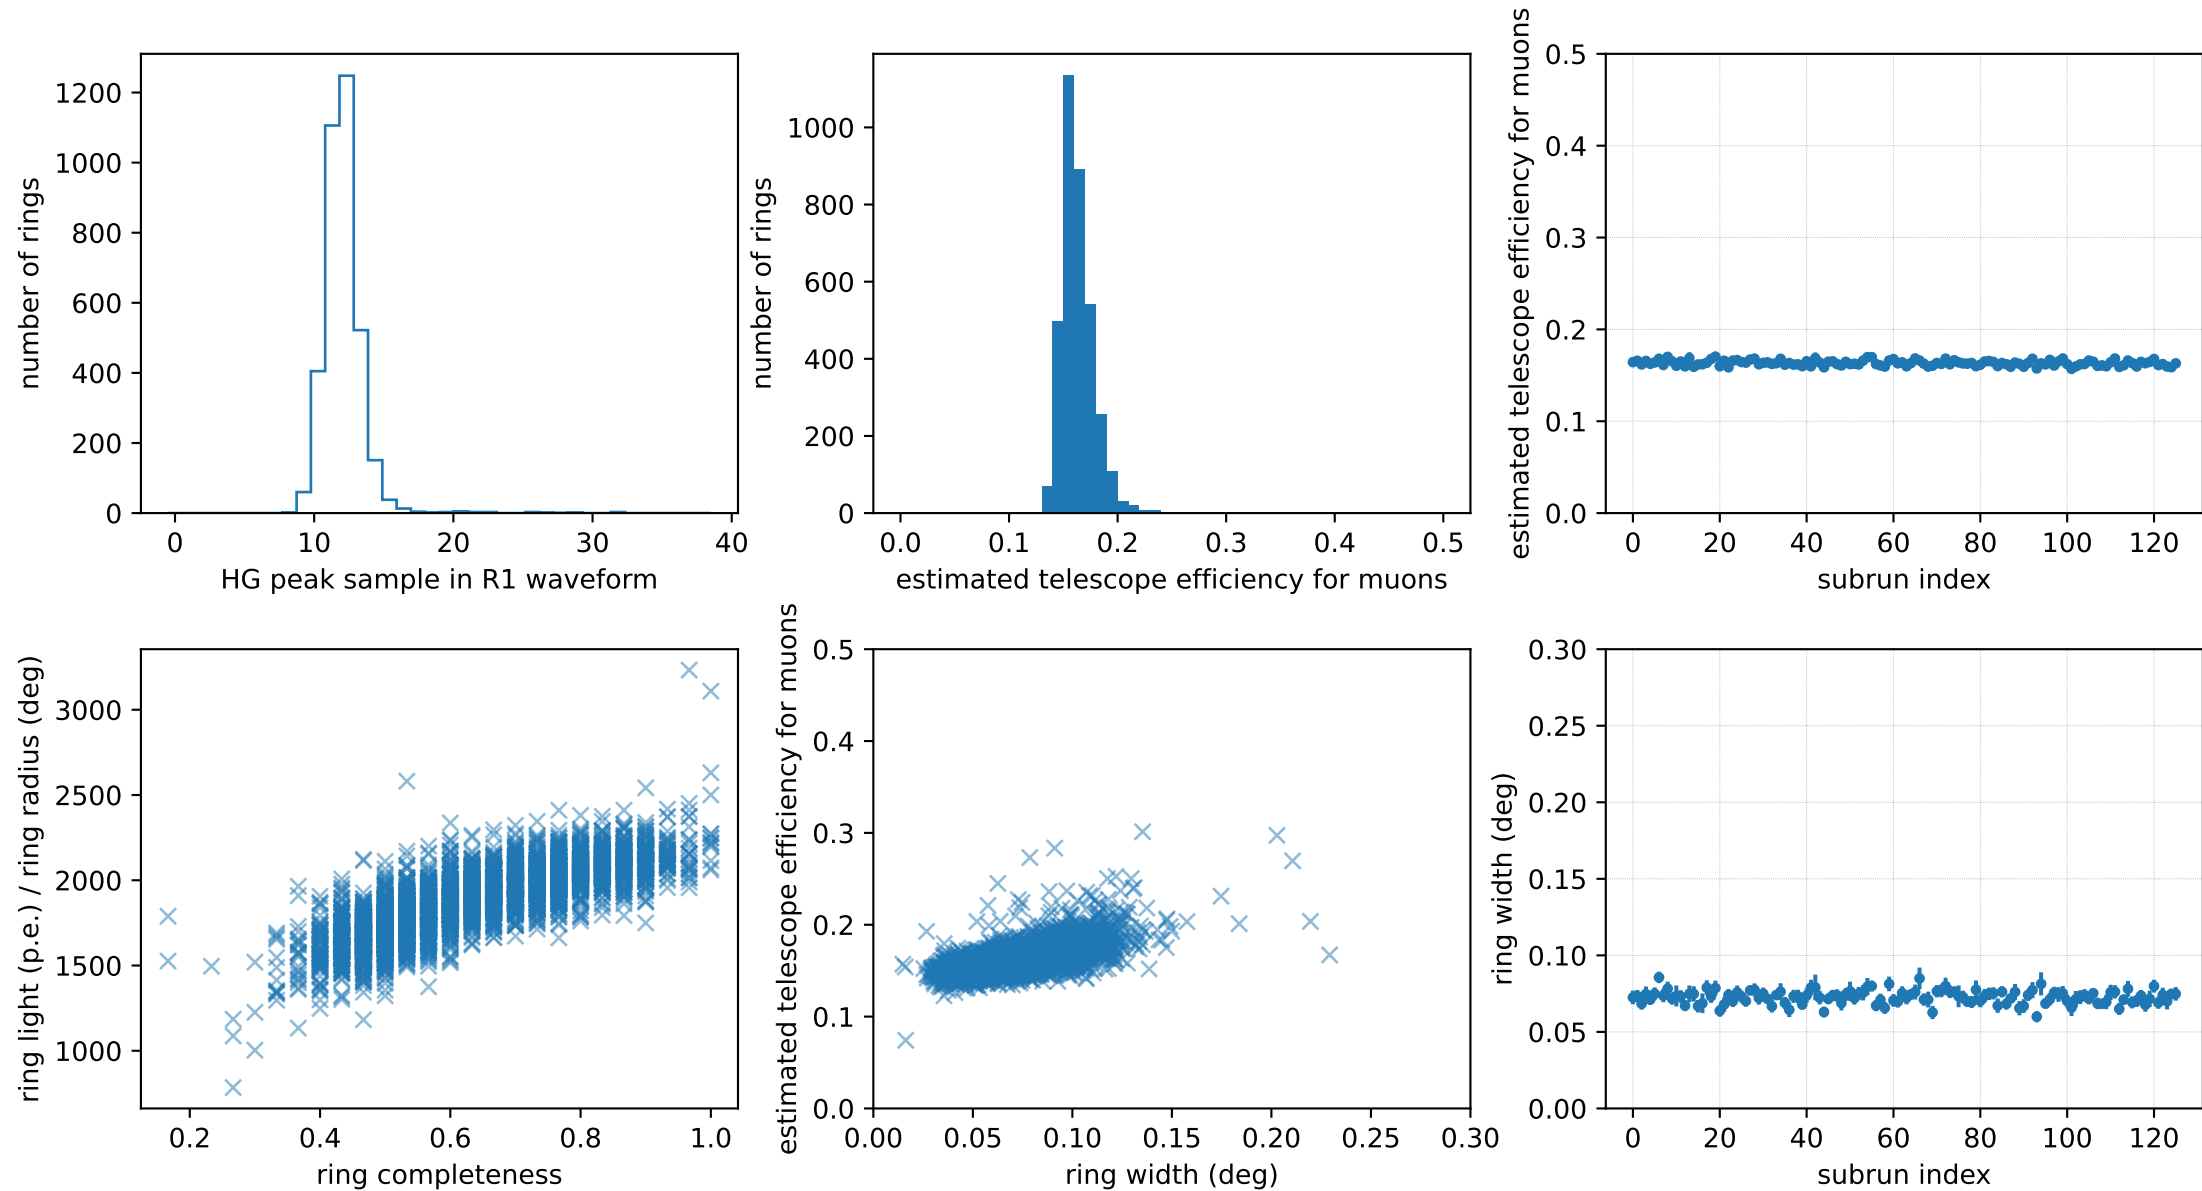 number of rings
1200
1000
800
600
400
200
0
0 10 20 30 40
HG peak sample in R1 waveform
number of rings
1000
800
600
400
200
0
0.0 0.1 0.2 0.3 0.4 0.5
estimated telescope efficiency for muons
estimated telescope efficiency for muons
0.5
0.4
0.3
0.2
0.1
0.0
0 20 40 60 80 100 120
subrun index
ring light (p.e.) / ring radius (deg)
3000
2500
2000
1500
1000
0.2 0.4 0.6 0.8 1.0
ring completeness
estimated telescope efficiency for muons
0.5
0.4
0.3
0.2
0.1
0.0
0.00 0.05 0.10 0.15 0.20 0.25 0.30
ring width (deg)
ring width (deg)
0.30
0.25
0.20
0.15
0.10
0.05
0.00
0 20 40 60 80 100 120
subrun index